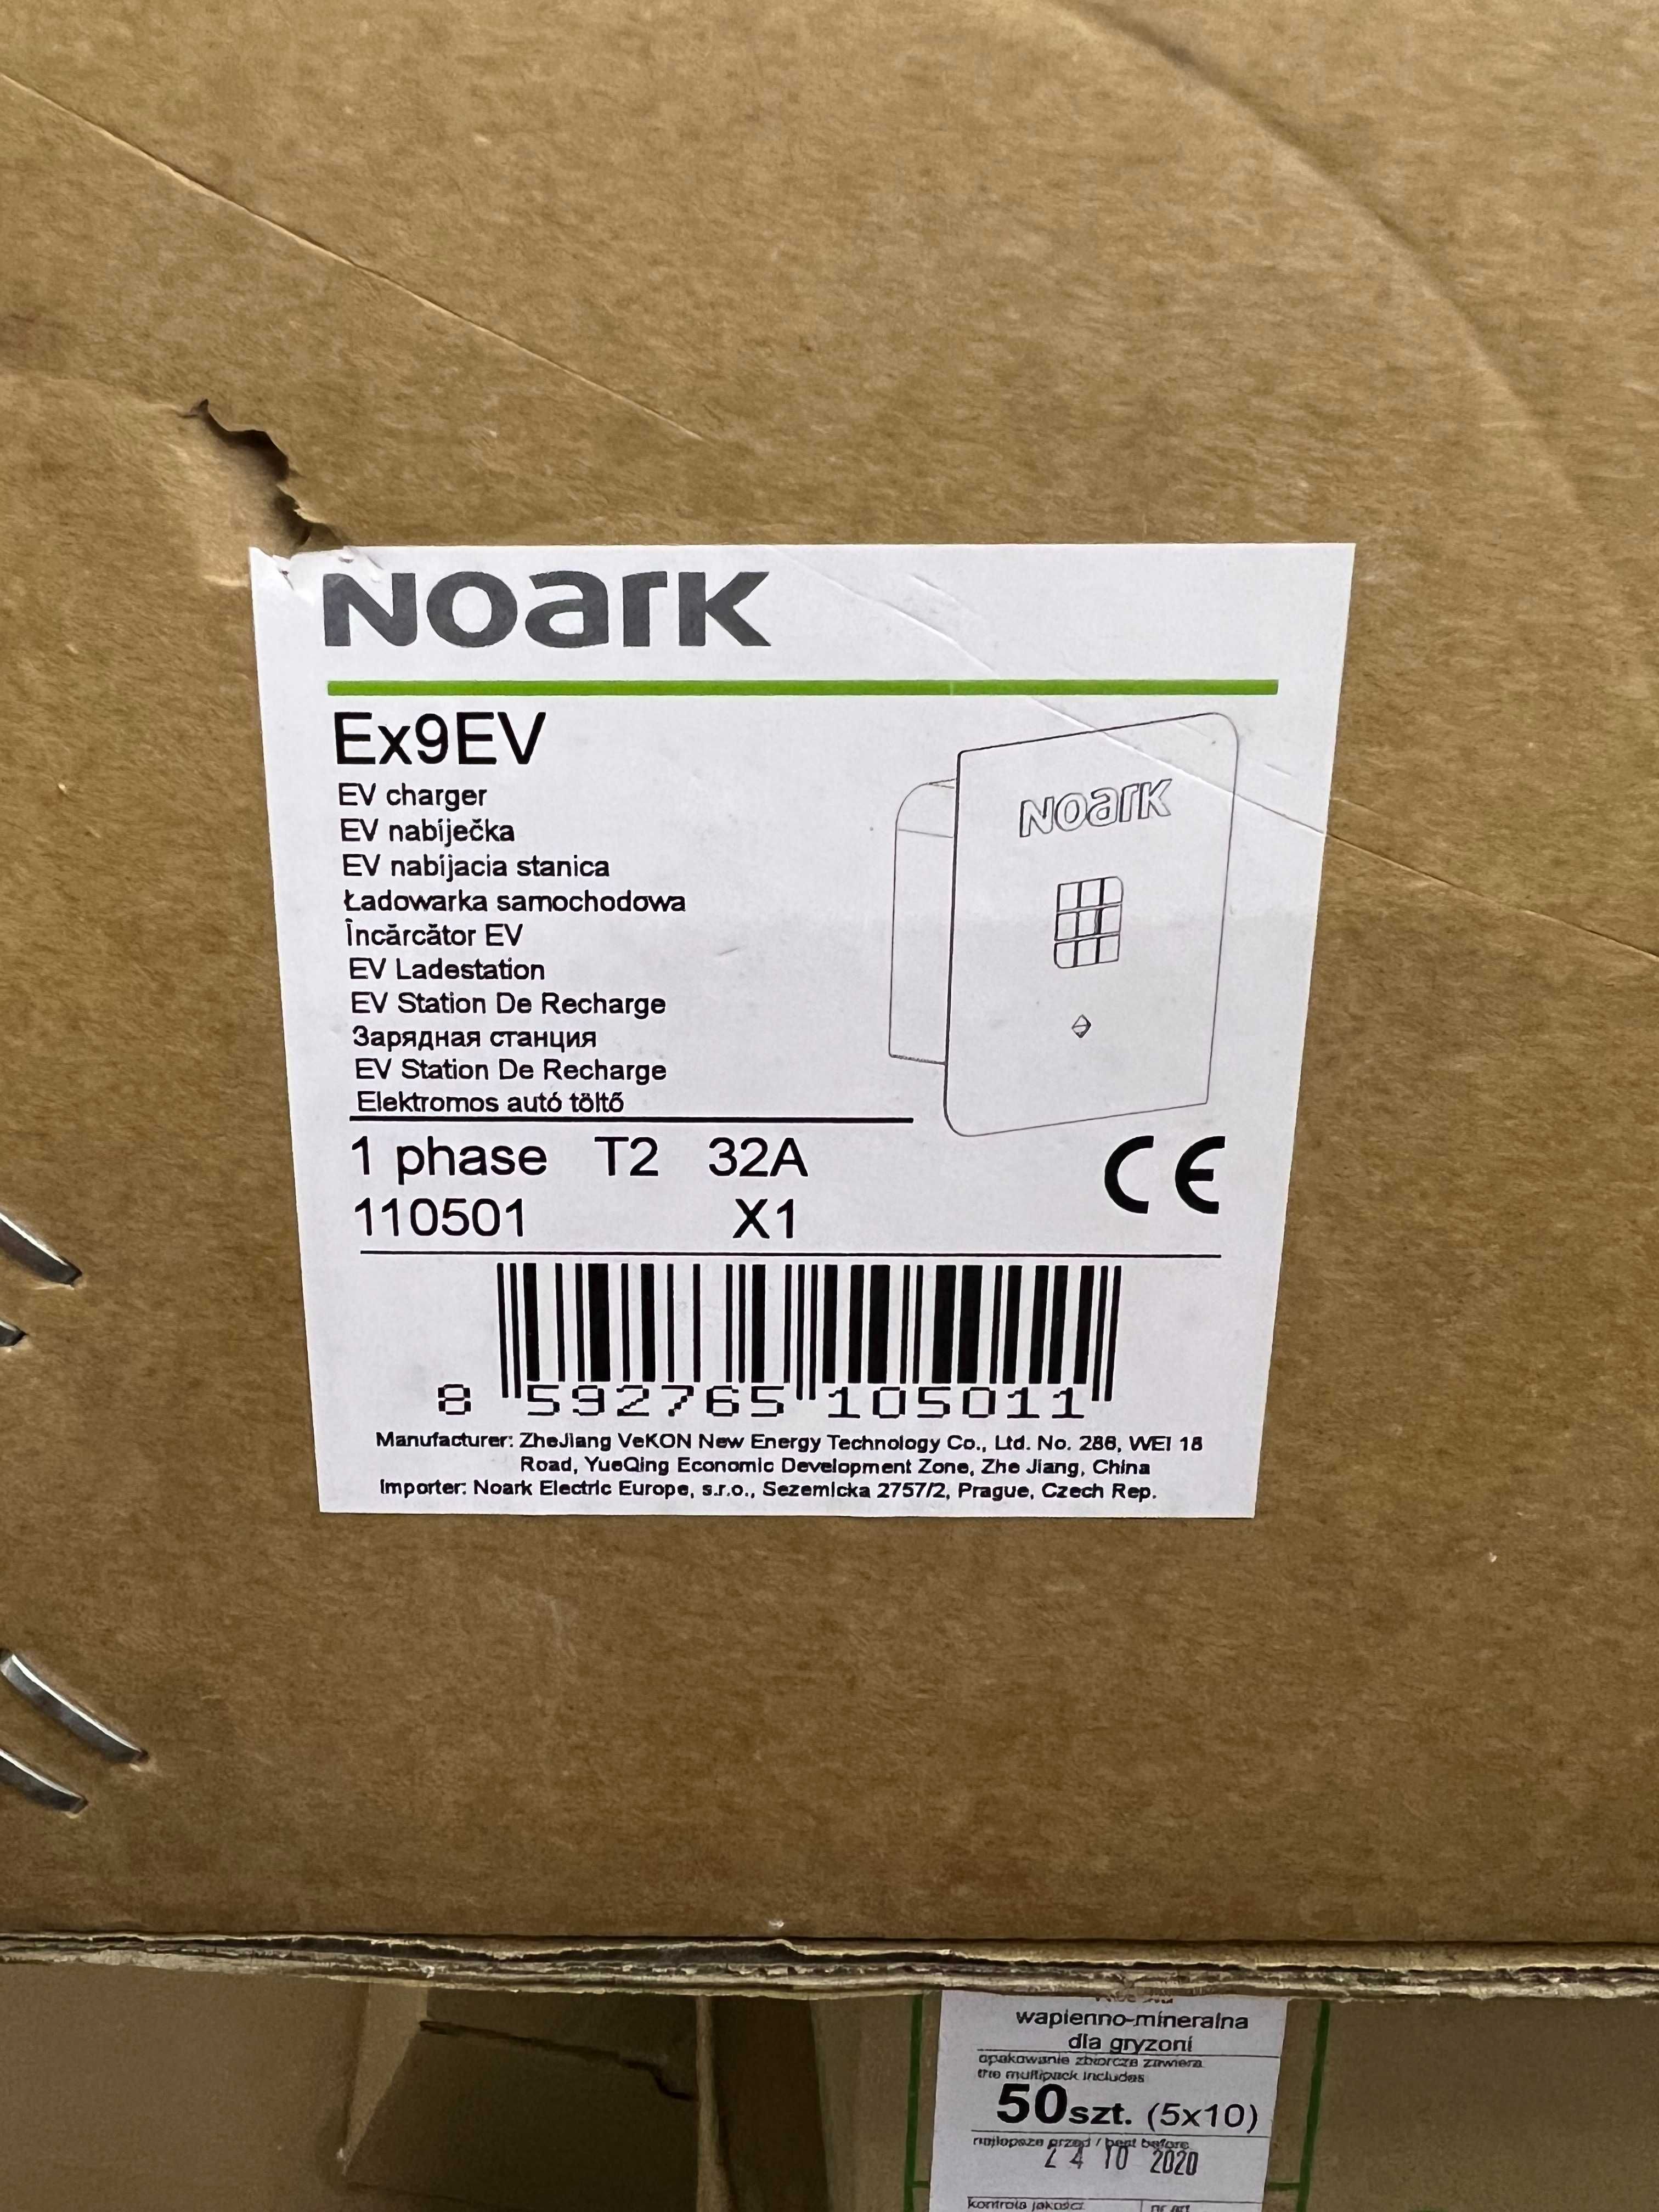 Noark
Ex9EV
EV charger
EV nabíječka
EV nabíjacia stanica
Ładowarka samochodowa
Încărcător EV
EV Ladestation
EV Station De Recharge
Зарядная станция
EV Station De Recharge
Elektromos autó töltő
Noark
1 phase T2 32A
110501 X1
CE
8 592765 105011
Manufacturer: ZheJiang VeKON New Energy Technology Co., Ltd. No. 286, WEI 18
Road, YueQing Economic Development Zone, Zhe Jiang, China
Importer: Noark Electric Europe, s.r.o., Sezemicka 2757/2, Prague, Czech Rep.
wapienno-mineralna
dla gryzoni
opakowanie zbiorcze zawiera
the multipack includes
50szt. (5x10)
najlepsze przed / best before
24 10 2020
kontrola jakości
nr art